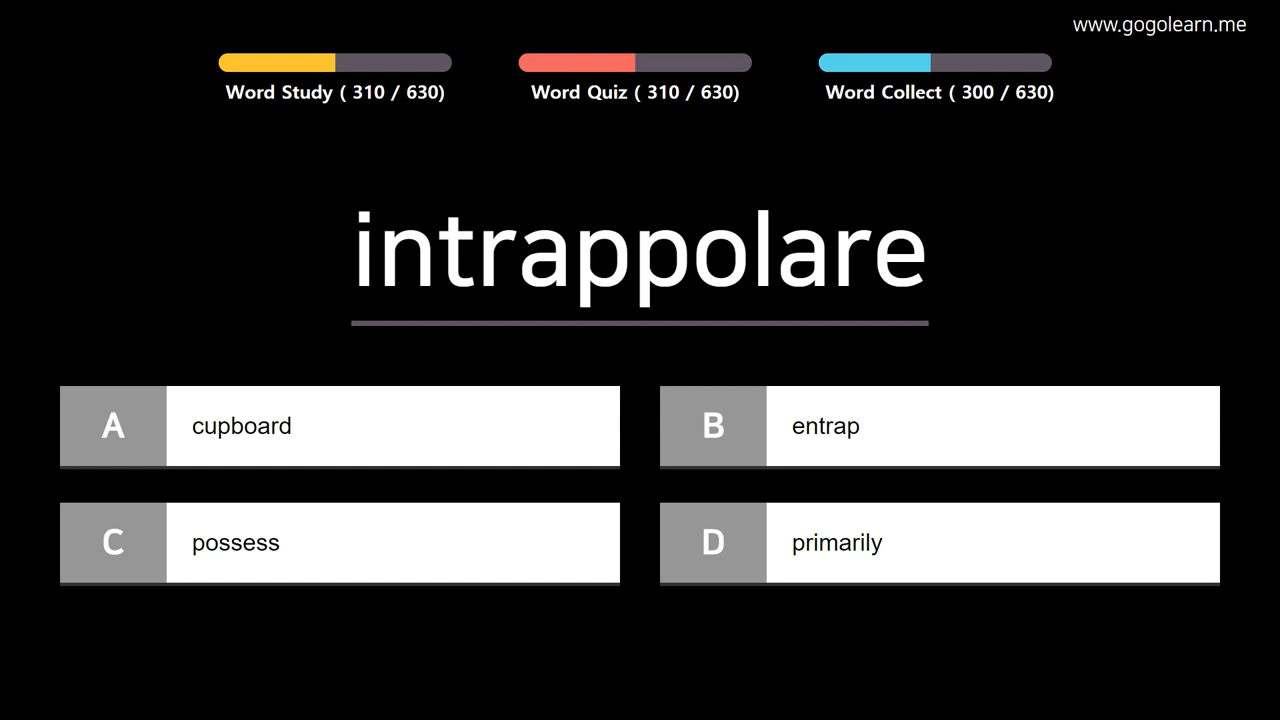 www.gogolearn.me
Word Study ( 310 / 630)
Word Quiz ( 310 / 630)
Word Collect ( 300 / 630)
intrappolare
A cupboard
B entrap
C possess
D primarily